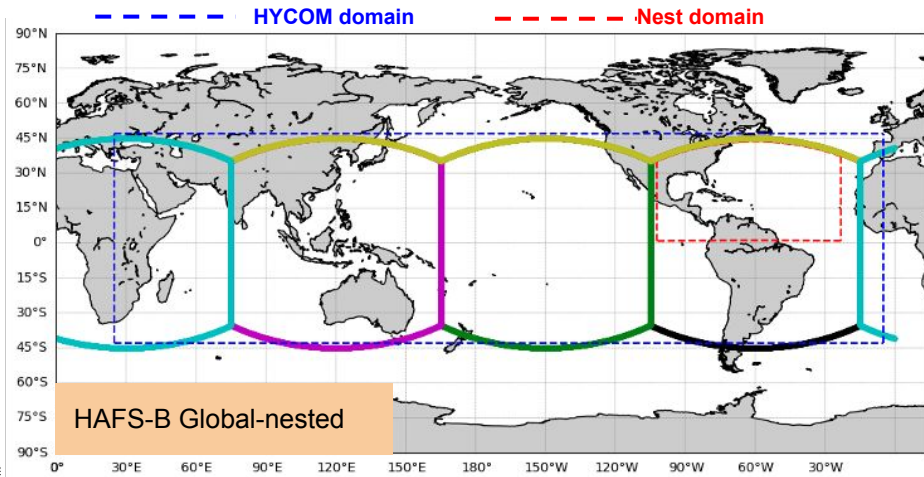 HYCOM domain Nest domain
90°N
75°N
60°N
45°N
30°N
15°N
0°
15°S
30°S
45°S
60°S
75°S
90°S
HAFS-B Global-nested
0° 30°E 60°E 90°E 120°E 150°E 180° 150°W 120°W 90°W 60°W 30°W